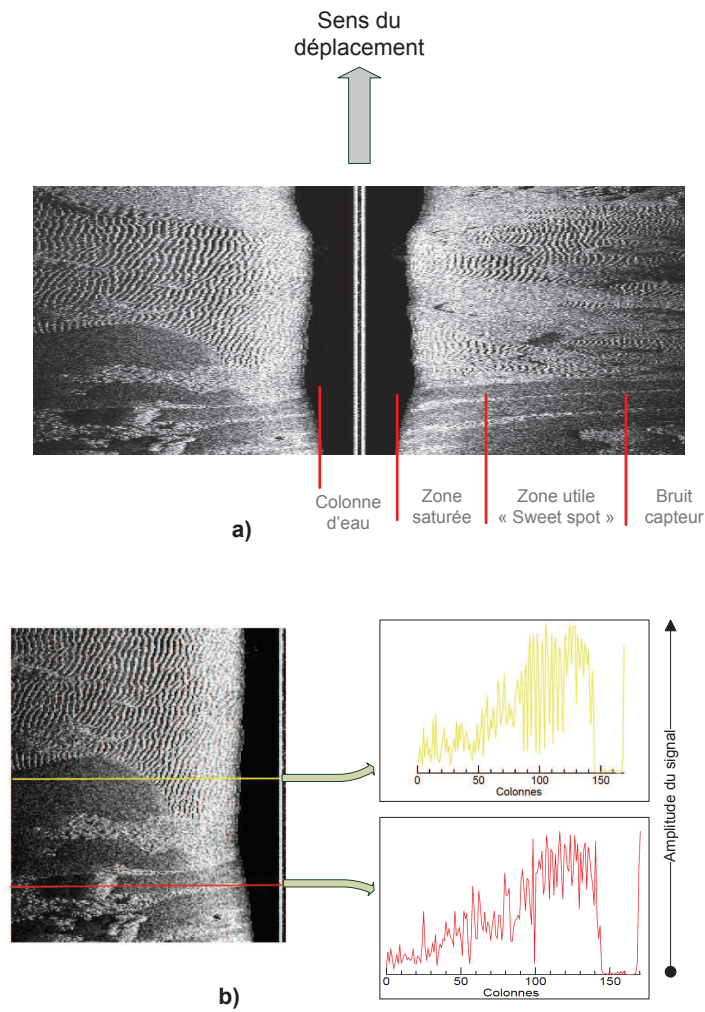 Sens du
déplacement
Colonne
d'eau
Zone
saturée
Zone utile
« Sweet spot »
Bruit
capteur
a)
0 50 100 150
Colonnes
0 50 100 150
Colonnes
Amplitude du signal
b)